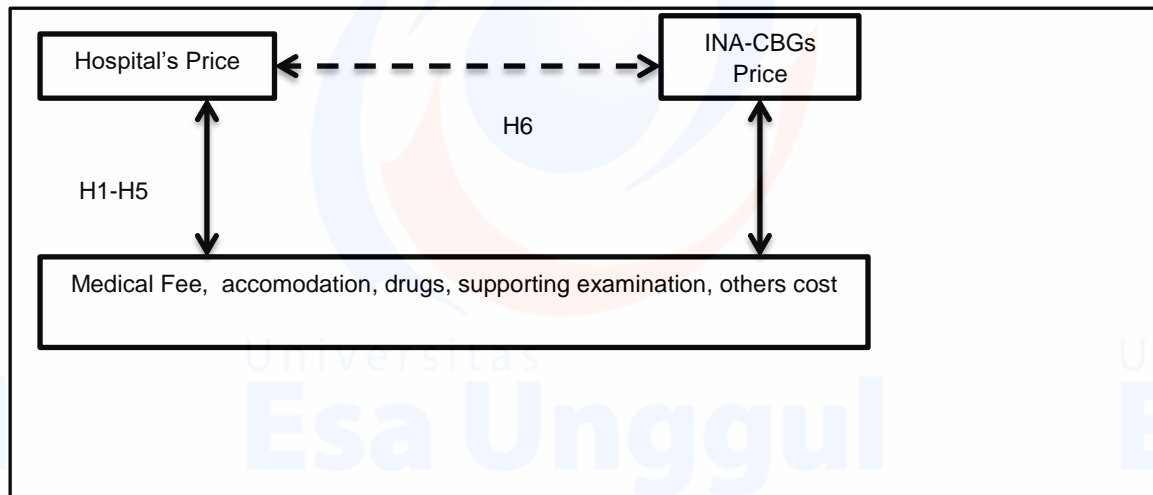 Hospital's Price
INA-CBGs
Price
H6
H1-H5
Medical Fee, accomodation, drugs, supporting examination, others cost
Universitas
Esa Unggul